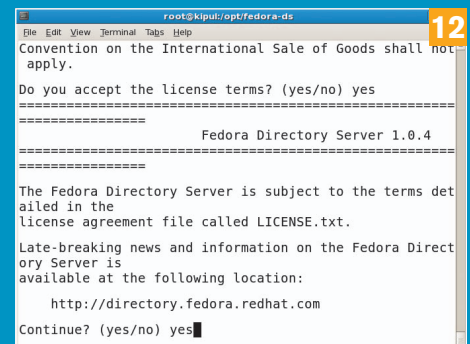 root@kipul:/opt/fedora-ds
12
File Edit View Terminal Tabs Help
Convention on the International Sale of Goods shall not
apply.
Do you accept the license terms? (yes/no) yes
=======================================================
================
Fedora Directory Server 1.0.4
=======================================================
================
The Fedora Directory Server is subject to the terms det
ailed in the
license agreement file called LICENSE.txt.
Late-breaking news and information on the Fedora Direct
ory Server is
available at the following location:
http://directory.fedora.redhat.com
Continue? (yes/no) yes